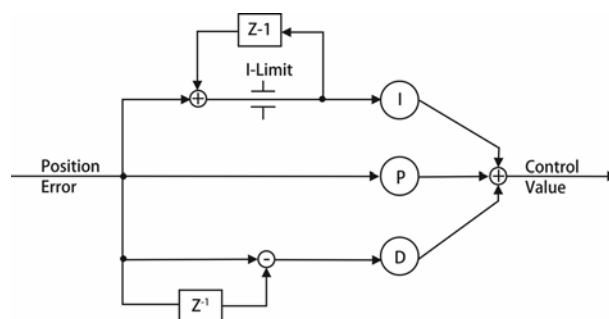 Z-1
I-Limit
I
Position
Error
P
Control
Value
D
Z-1